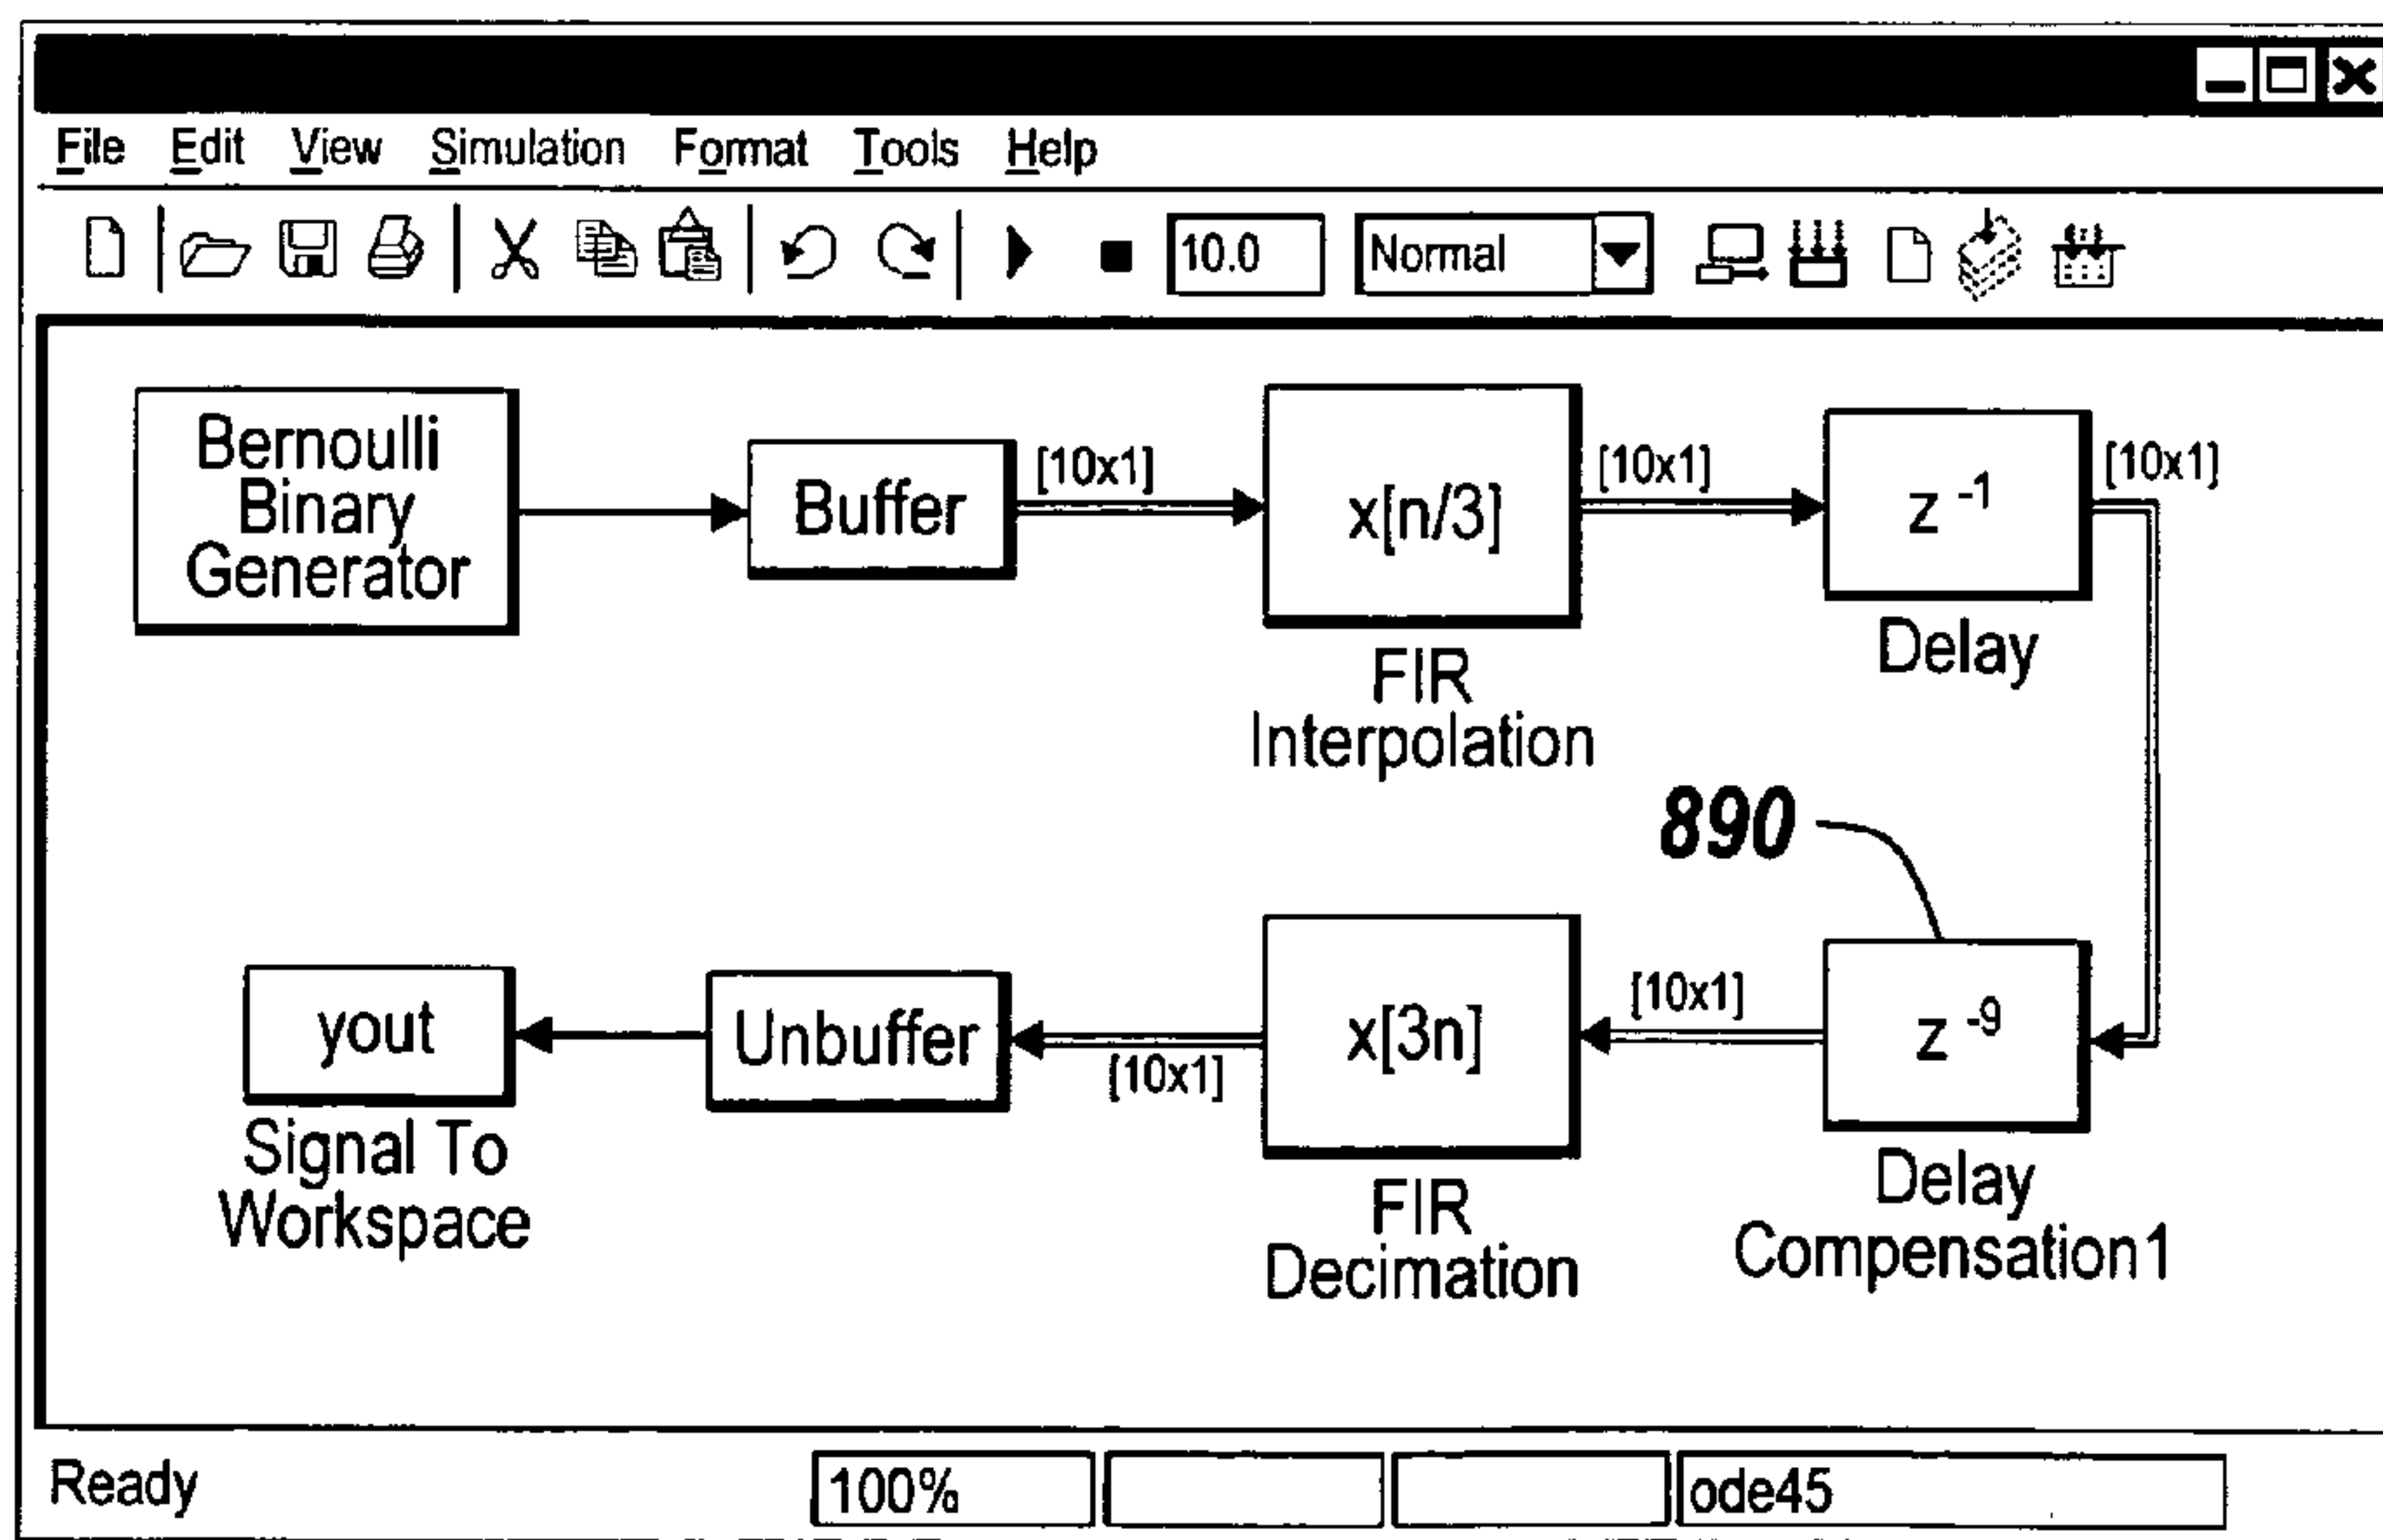 File Edit View Simulation Format Tools Help
10.0 Normal
Bernoulli
Binary
Generator
Buffer
[10x1]
x[n/3]
FIR
Interpolation
[10x1]
z -1
Delay
[10x1]
890
z -9
Delay
Compensation1
[10x1]
x[3n]
FIR
Decimation
[10x1]
Unbuffer
yout
Signal To
Workspace
Ready 100% ode45